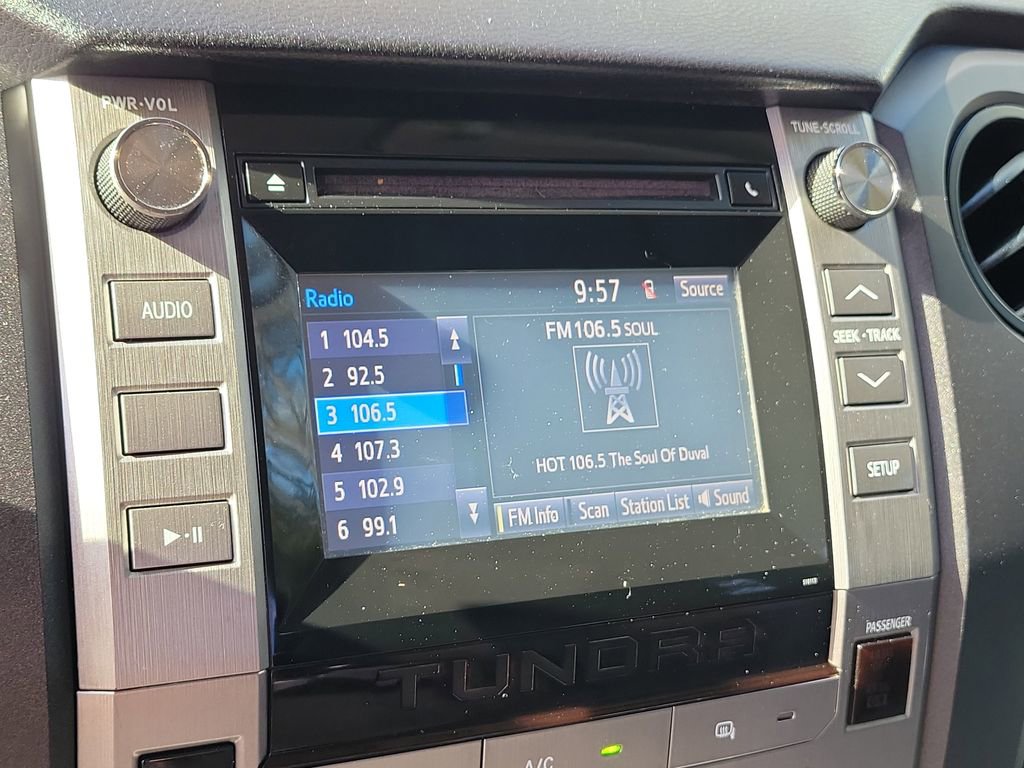 PWR·VOL
TUNE·SCROLL
AUDIO
SEEK·TRACK
SETUP
Radio
9:57
Source
1 104.5
2 92.5
3 106.5
4 107.3
5 102.9
6 99.1
FM 106.5 SOUL
HOT 106.5 The Soul Of Duval
FM Info
Scan
Station List
Sound
TUNDRA
PASSENGER
A/C